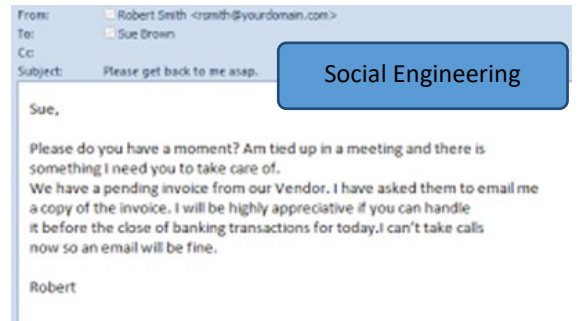 From: Robert Smith <rsmith@yourdomain.com>
To: Sue Brown
Cc:
Subject: Please get back to me asap.
Social Engineering
Sue,
Please do you have a moment? Am tied up in a meeting and there is
something I need you to take care of.
We have a pending invoice from our Vendor. I have asked them to email me
a copy of the invoice. I will be highly appreciative if you can handle
it before the close of banking transactions for today.I can't take calls
now so an email will be fine.
Robert